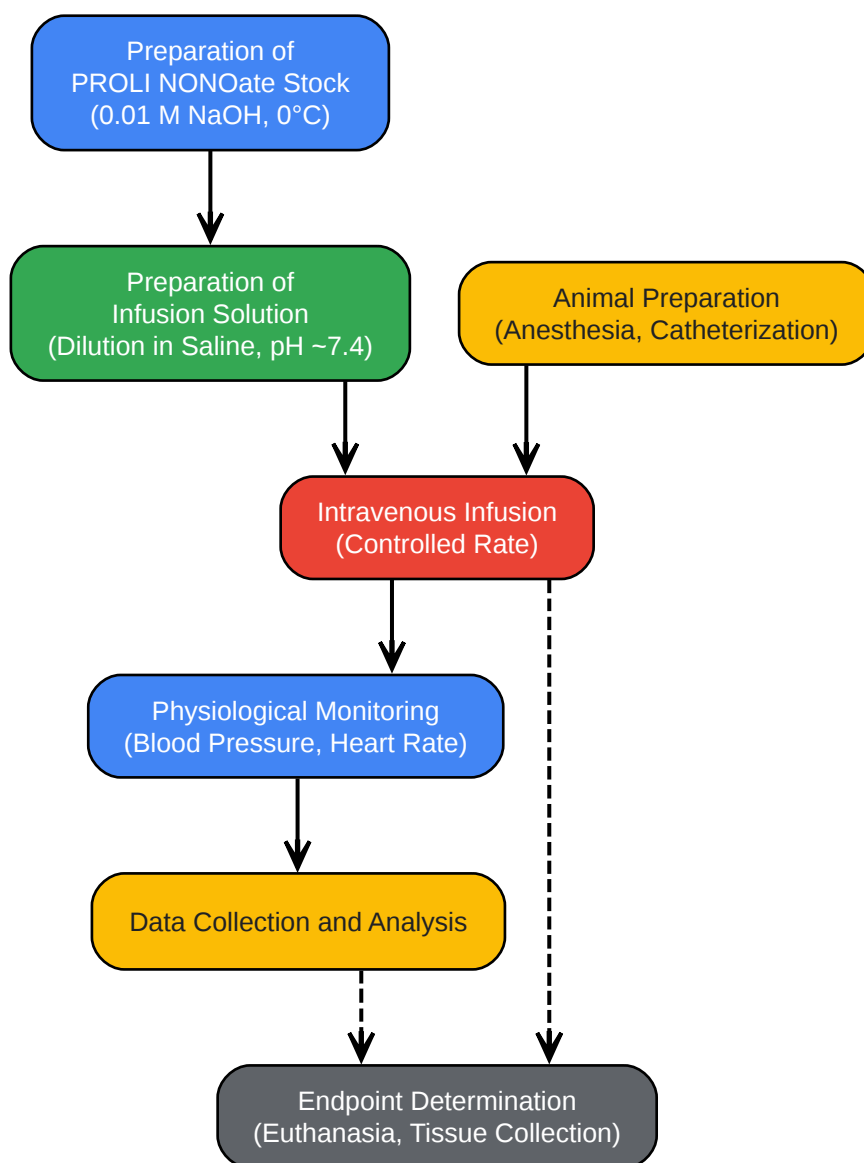 Preparation of
PROLI NONOate Stock
(0.01 M NaOH, 0°C)
Preparation of
Infusion Solution
(Dilution in Saline, pH ~7.4)
Animal Preparation
(Anesthesia, Catheterization)
Intravenous Infusion
(Controlled Rate)
Physiological Monitoring
(Blood Pressure, Heart Rate)
Data Collection and Analysis
Endpoint Determination
(Euthanasia, Tissue Collection)